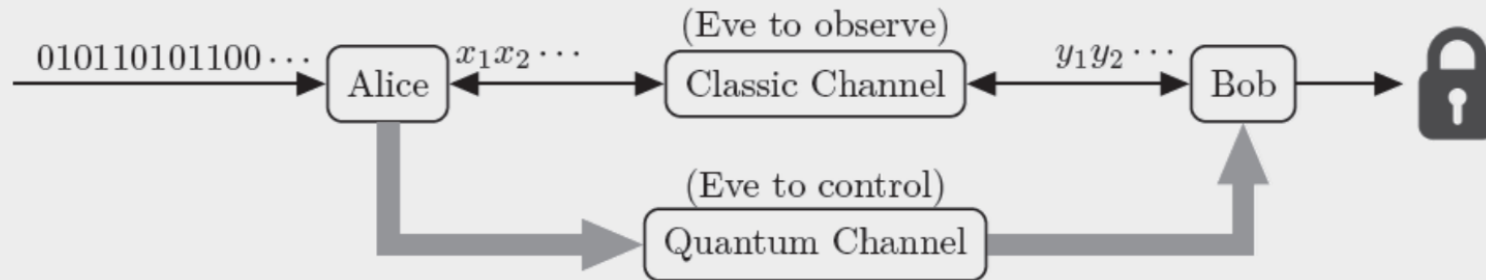 (Eve to observe)
010110101100⋯ Alice x₁x₂⋯ Classic Channel y₁y₂⋯ Bob
(Eve to control)
Quantum Channel